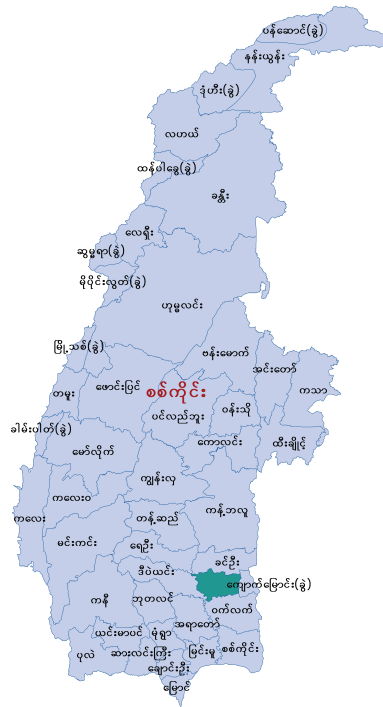 ပန်ဆောင်(ခွဲ)
နန်းယွန်း
ဒုံဟီး(ခွဲ)
လဟယ်
ထန်ပါခွေ(ခွဲ)
ခန္တီး
လေရှီး
ဆွမ္မရာ(ခွဲ)
မိုပိုင်းလွတ်(ခွဲ)
ဟုမ္မလင်း
မြို့သစ်(ခွဲ)
ဗန်းမောက်
အင်းတော်
ကသာ
တမူး
ဖောင်းပြင်
စစ်ကိုင်း
ပင်လည်ဘူး
ဝန်းသို
ခါမ်းပါတ်(ခွဲ)
မော်လိုက်
ကောလင်း
ထီးချိုင့်
ကျွန်းလှ
ကလေးဝ
ကလေး
တန့်ဆည်
ကန့်ဘလူ
မင်းကင်း
ရေဦး
ခင်ဦး
ဒီပဲယင်း
ကျောက်မြောင်း(ခွဲ)
ကနီ
ဘုတလင်
ဝက်လက်
အရာတော်
ယင်းမာပင်
မုံရွာ
ပုလဲ
ဆားလင်းကြီး
မြင်းမူ
စစ်ကိုင်း
ချောင်းဦး
မြောင်